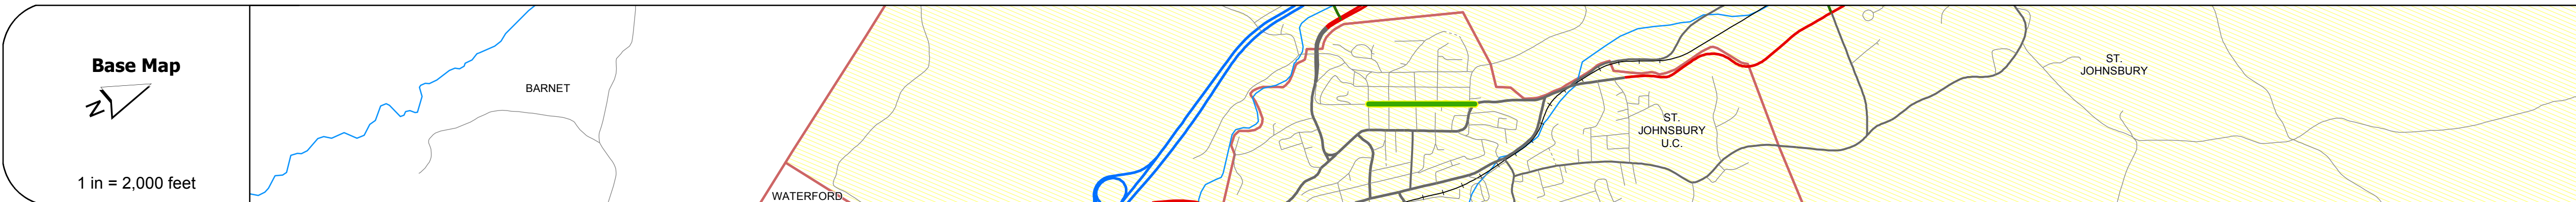 Base Map
N
1 in = 2,000 feet
BARNET
WATERFORD
ST.
JOHNSBURY
U.C.
ST.
JOHNSBURY